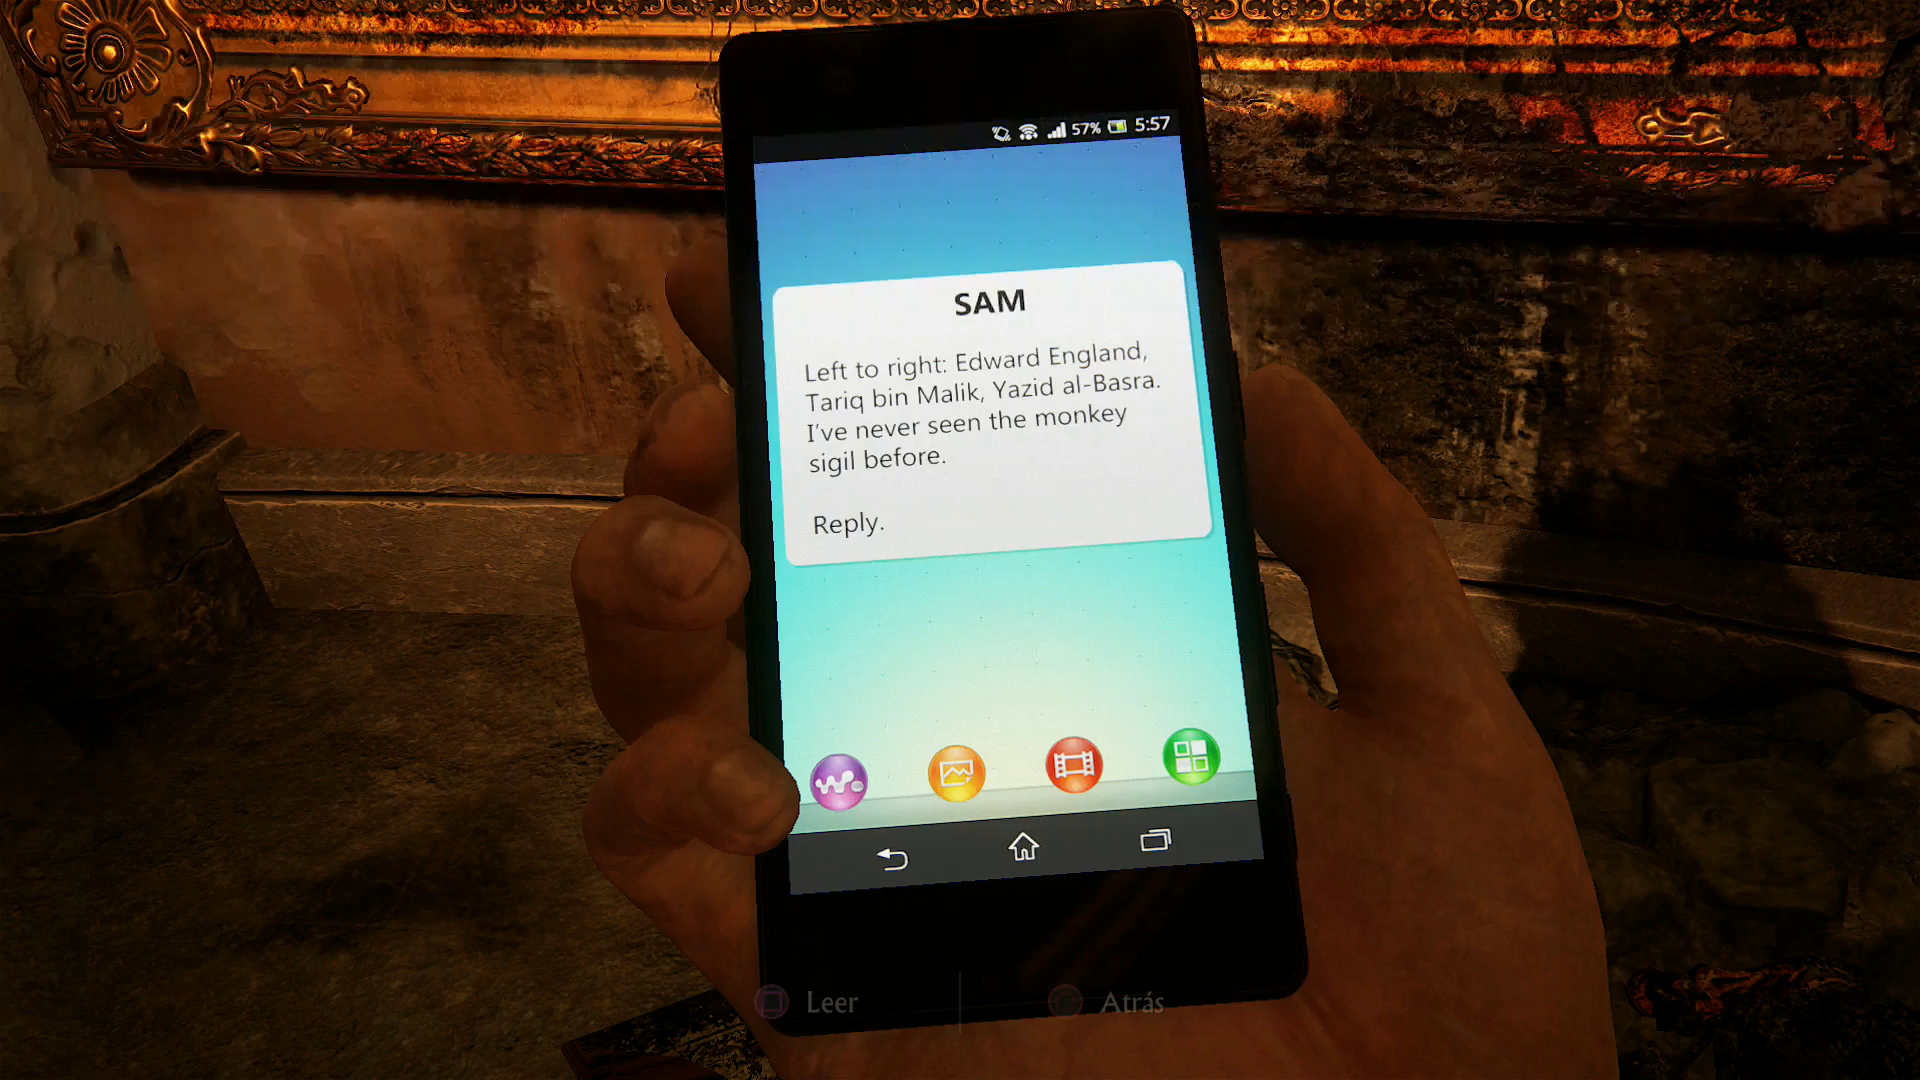 57% 5:57
SAM
Left to right: Edward England,
Tariq bin Malik, Yazid al-Basra.
I've never seen the monkey
sigil before.
Reply.
Leer Atrás